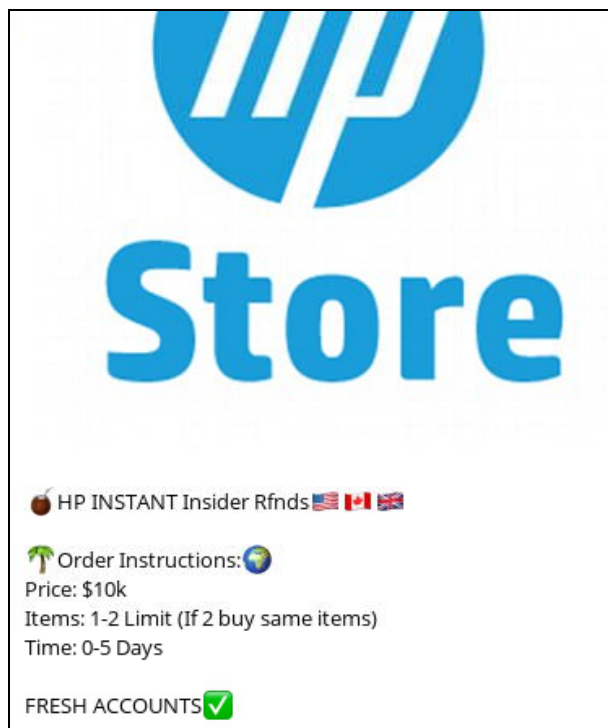 hp
Store
HP INSTANT Insider Rfnds
Order Instructions:
Price: $10k
Items: 1-2 Limit (If 2 buy same items)
Time: 0-5 Days
FRESH ACCOUNTS